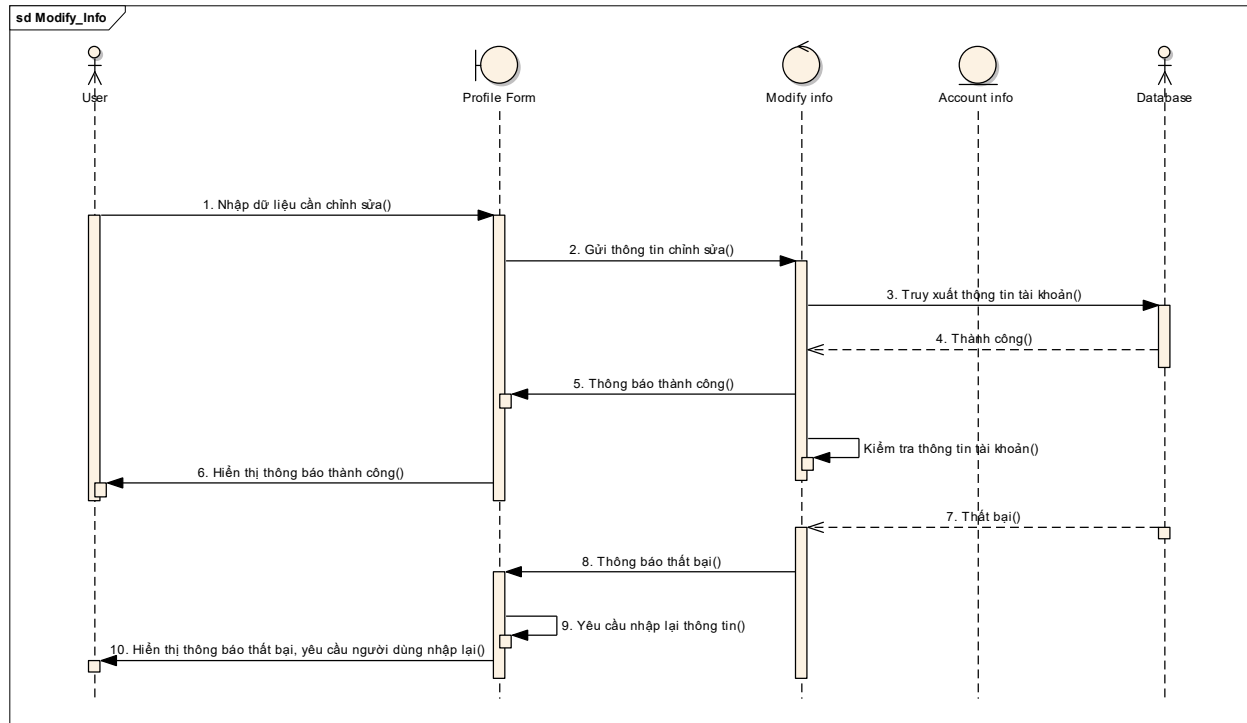 sd Modify_Info
User
Profile Form
Modify info
Account info
Database
1. Nhập dữ liệu cần chỉnh sửa()
2. Gửi thông tin chỉnh sửa()
3. Truy xuất thông tin tài khoản()
4. Thành công()
5. Thông báo thành công()
Kiểm tra thông tin tài khoản()
6. Hiển thị thông báo thành công()
7. Thất bại()
8. Thông báo thất bại()
9. Yêu cầu nhập lại thông tin()
10. Hiển thị thông báo thất bại, yêu cầu người dùng nhập lại()